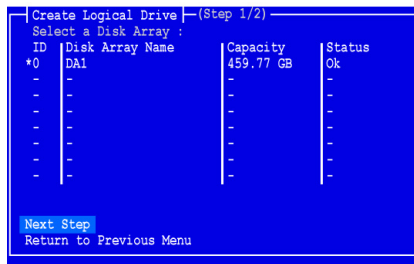 Create Logical Drive (Step 1/2)
Select a Disk Array :
ID Disk Array Name Capacity Status
*0 DA1 459.77 GB Ok
- - - -
- - - -
- - - -
- - - -
- - - -
- - - -
- - - -
Next Step
Return to Previous Menu